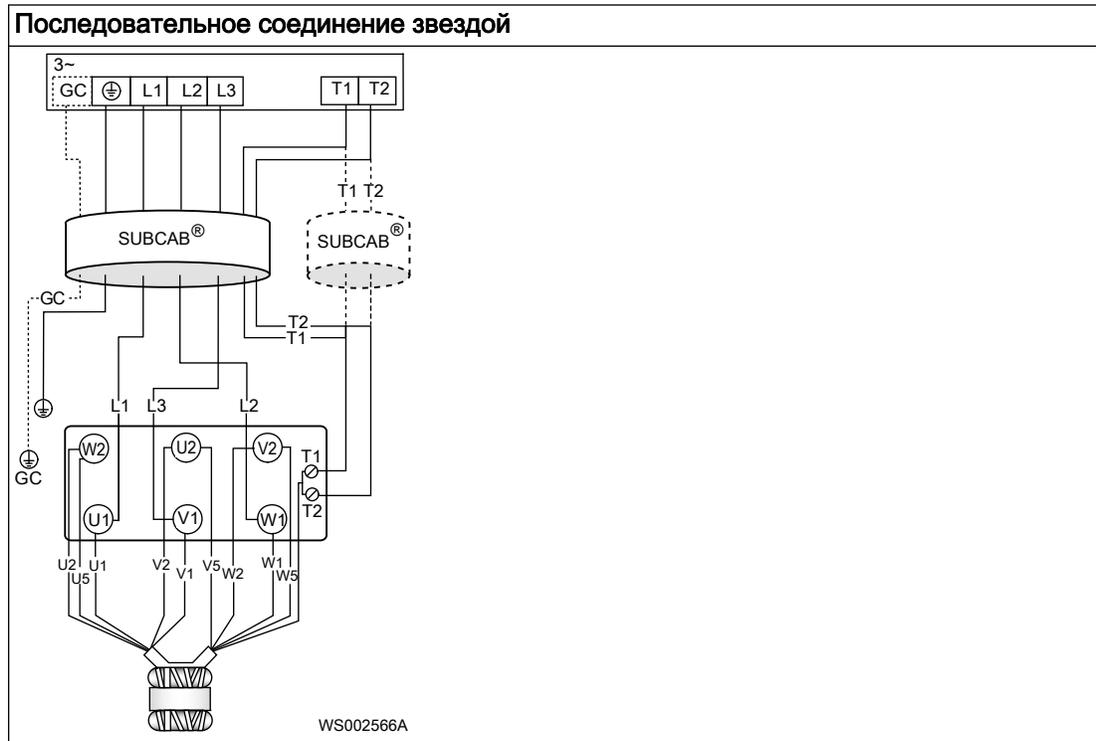 Последовательное соединение звездой
3~
GC L1 L2 L3 T1 T2
T1 T2
SUBCAB® SUBCAB®
GC
T2
T1
L1 L3 L2
W2 U2 V2 T1
GC
U1 V1 W1 T2
U2 U5 U1 V2 V1 V5 W2 W1 W5
WS002566A